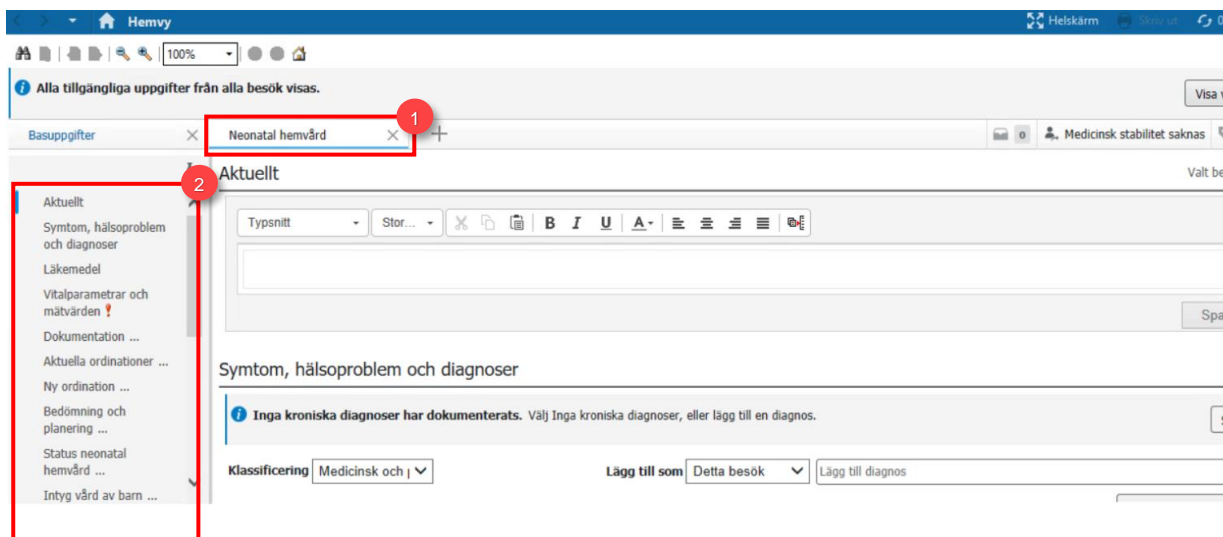 Hemvy
Helskärm
Skriv ut
100%
Alla tillgängliga uppgifter från alla besök visas.
Visa
1
Basuppgifter
Neonatal hemvård
0
Medicinsk stabilitet saknas
2
Aktuellt
Valt be
Aktuellt
Symtom, hälsoproblem
och diagnoser
Läkemedel
Vitalparametrar och
mätvärden
Dokumentation ...
Aktuella ordinationer ...
Ny ordination ...
Bedömning och
planering ...
Status neonatal
hemvård ...
Intyg vård av barn ...
Typsnitt
Stor...
B I U A
Spa
Symtom, hälsoproblem och diagnoser
Inga kroniska diagnoser har dokumenterats. Välj Inga kroniska diagnoser, eller lägg till en diagnos.
Klassificering
Medicinsk och
Lägg till som
Detta besök
Lägg till diagnos